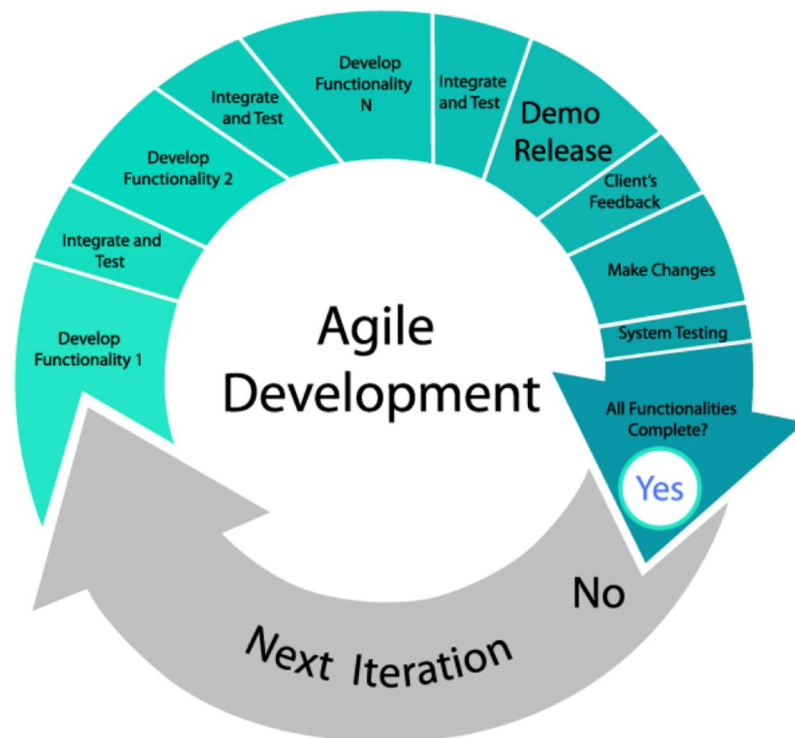 Develop
Functionality 1
Integrate and
Test
Develop
Functionality 2
Integrate
and Test
Develop
Functionality
N
Integrate
and Test
Demo
Release
Client's
Feedback
Make Changes
System Testing
All Functionalities
Complete?
Yes
No
Next Iteration
Agile
Development